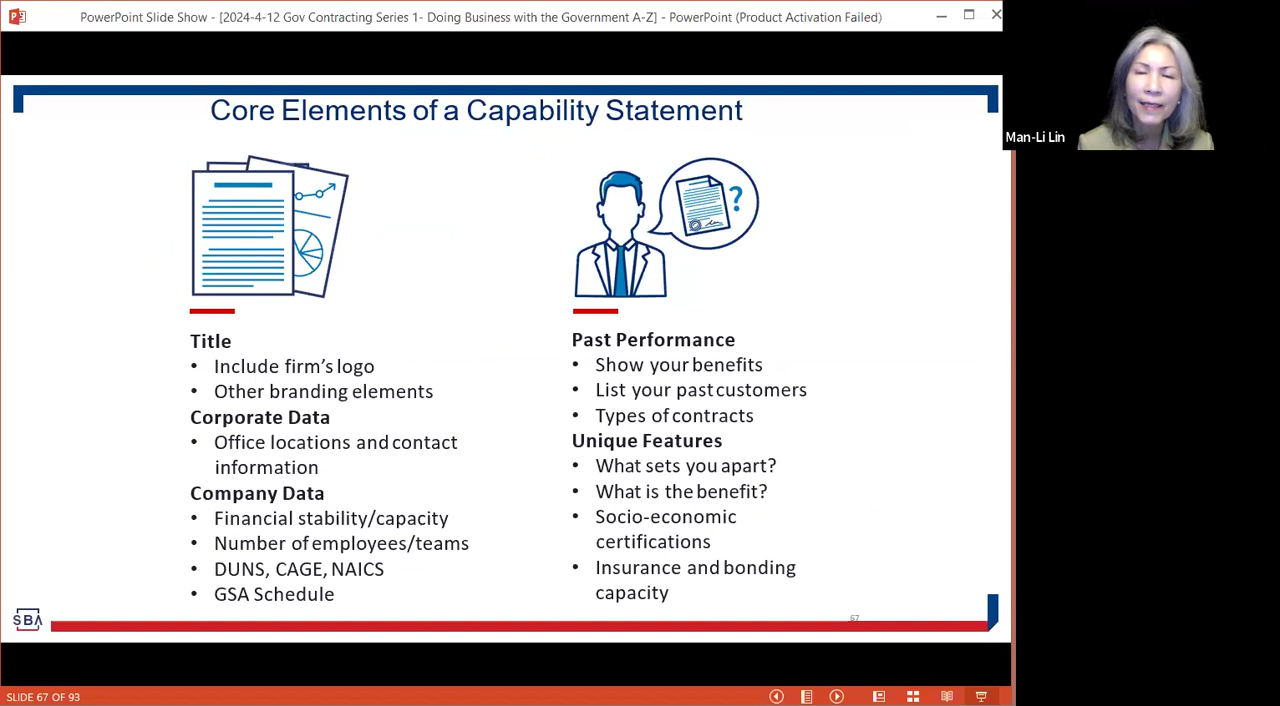 PowerPoint Slide Show - [2024-4-12 Gov Contracting Series 1- Doing Business with the Government A-Z] - PowerPoint (Product Activation Failed)
Man-Li Lin
Core Elements of a Capability Statement
?
Title
• Include firm's logo
• Other branding elements
Corporate Data
• Office locations and contact
information
Company Data
• Financial stability/capacity
• Number of employees/teams
• DUNS, CAGE, NAICS
• GSA Schedule
Past Performance
• Show your benefits
• List your past customers
• Types of contracts
Unique Features
• What sets you apart?
• What is the benefit?
• Socio-economic
certifications
• Insurance and bonding
capacity
SBA
67
SLIDE 67 OF 93